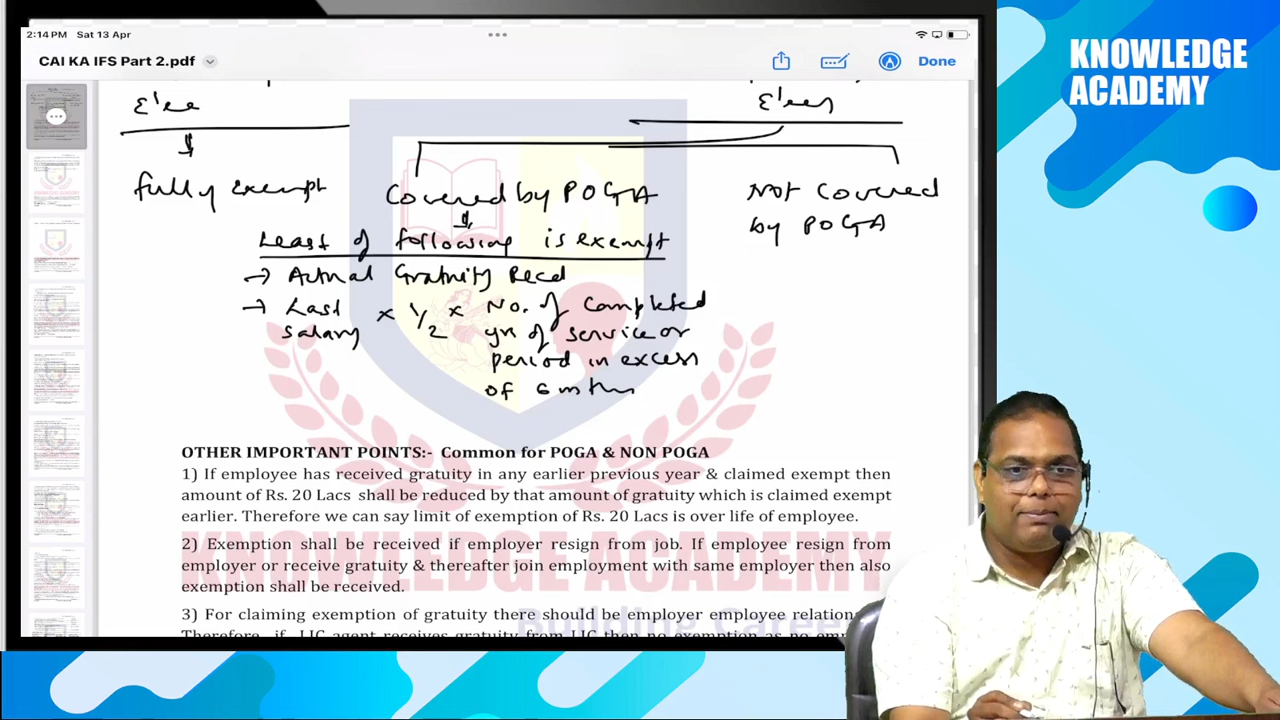 2:14 PM Sat 13 Apr
CAI KA IFS Part 2.pdf
Done
KNOWLEDGE
ACADEMY
E'ee
E'ees
fully exempt
Covered by POGA
Not Covered
by POGA
Least of following is exempt
→ Actual Gratuity Recd
→ Last Salary × 1/2 × No. of Completed
yr of service or
period in excess
of 6 mths
OTHER IMPORTANT POINTS:- Common for POGA & NON POGA
1) If employee has received gratuity in any earlier previous year & claimed exempt then
amount of Rs. 20 Lacs shall be reduced by that amount of gratuity which is claimed exempt
earlier. Therefore we can say limit of exemption of Rs. 20 Lacs is over life of employee.
2) Exemption shall be received if employer resign from job. If employee resign from
employer or receive gratuity & therefore join employment with same employer then also
exemption shall be received.
3) For claiming exemption of gratuity there should be employer employee relation